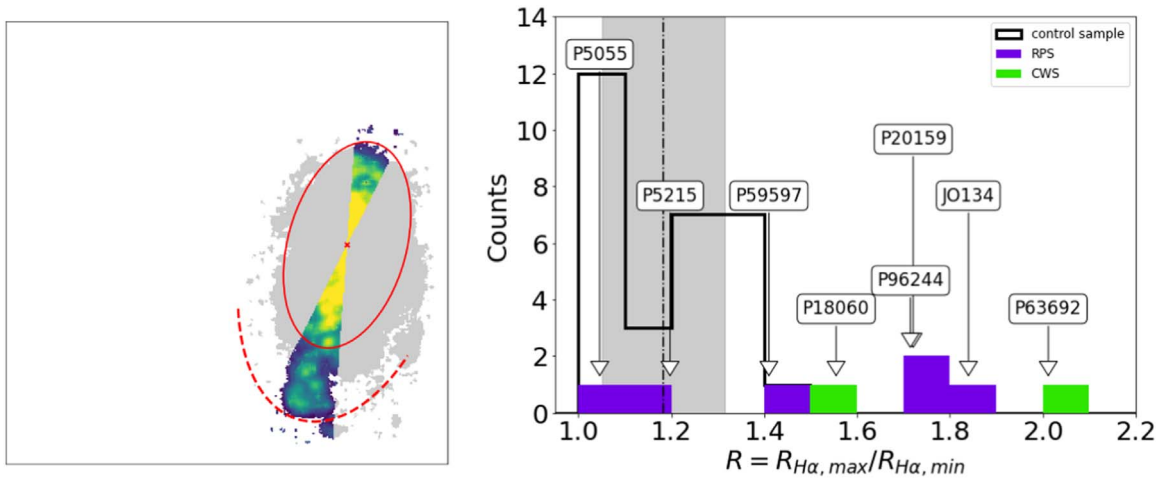 14
12
10
8
6
4
2
0
Counts
control sample
RPS
CWS
P5055
P20159
P5215
P59597
JO134
P96244
P18060
P63692
1.0 1.2 1.4 1.6 1.8 2.0 2.2
R = R_{Hα, max}/R_{Hα, min}